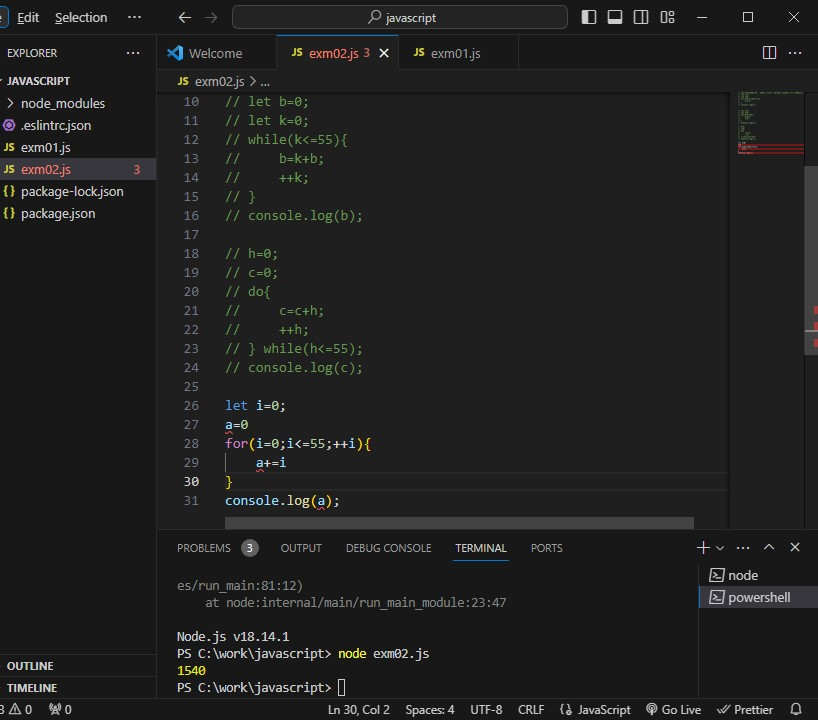 Edit Selection ··· javascript
EXPLORER ···
Welcome JS exm02.js 3 JS exm01.js ···
JAVASCRIPT
node_modules
.eslintrc.json
JS exm01.js
JS exm02.js 3
{} package-lock.json
{} package.json
JS exm02.js > ...
10 // let b=0;
11 // let k=0;
12 // while(k<=55){
13 //     b=k+b;
14 //     ++k;
15 // }
16 // console.log(b);
17
18 // h=0;
19 // c=0;
20 // do{
21 //     c=c+h;
22 //     ++h;
23 // } while(h<=55);
24 // console.log(c);
25
26 let i=0;
27 a=0
28 for(i=0;i<=55;++i){
29     a+=i
30 }
31 console.log(a);
PROBLEMS 3 OUTPUT DEBUG CONSOLE TERMINAL PORTS ···
es/run_main:81:12)
    at node:internal/main/run_main_module:23:47
Node.js v18.14.1
PS C:\work\javascript> node exm02.js
1540
PS C:\work\javascript>
node
powershell
OUTLINE
TIMELINE
3 0 0 Ln 30, Col 2 Spaces: 4 UTF-8 CRLF {} JavaScript Go Live Prettier